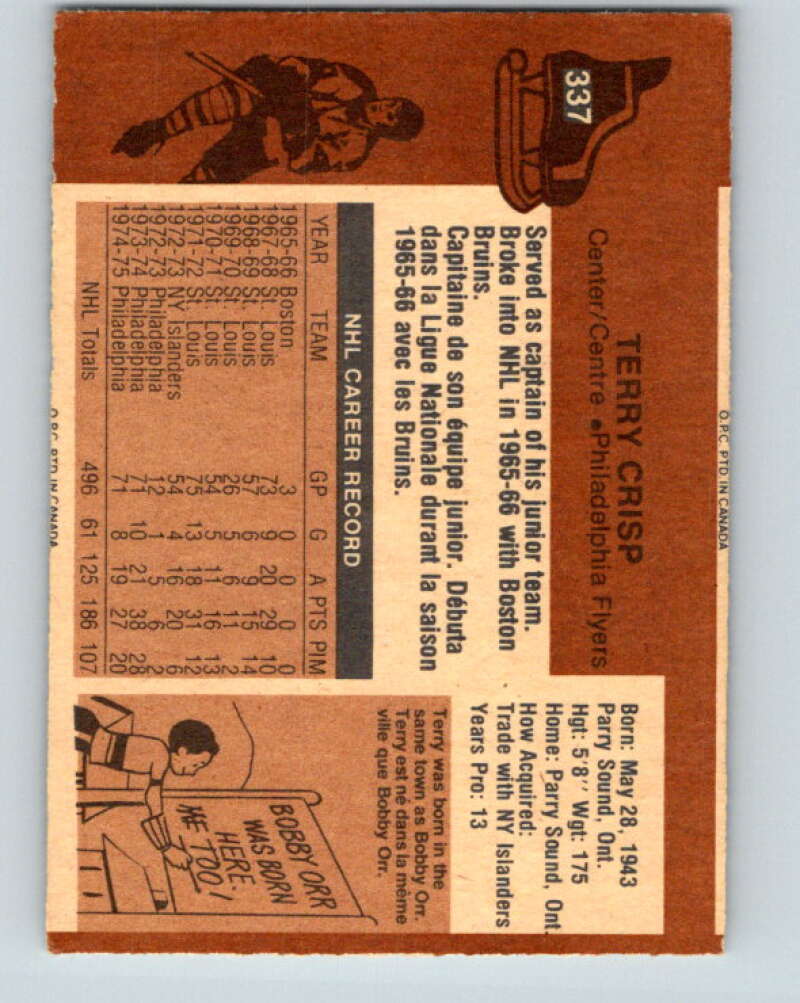 O.P.C. PTD. IN CANADA
337
TERRY CRISP
Center/Centre • Philadelphia Flyers
Born: May 28, 1943
Parry Sound, Ont.
Hgt: 5'8'' Wgt: 175
Home: Parry Sound, Ont.
How Acquired:
Trade with NY Islanders
Years Pro: 13
Served as captain of his junior team.
Broke into NHL in 1965-66 with Boston
Bruins.
Capitaine de son équipe junior. Débuta
dans la Ligue Nationale durant la saison
1965-66 avec les Bruins.
NHL CAREER RECORD
YEAR TEAM GP G A PTS PIM
1965-66 Boston 3 0 0 0 0
1967-68 St. Louis 73 9 20 29 10
1968-69 St. Louis 57 6 9 15 14
1969-70 St. Louis 26 5 6 11 2
1970-71 St. Louis 54 5 11 16 13
1971-72 St. Louis 75 13 18 31 12
1972-73 NY Islanders 54 4 16 20 6
1972-73 Philadelphia 12 1 5 6 2
1973-74 Philadelphia 71 10 21 38 28
1974-75 Philadelphia 71 8 19 27 20
NHL Totals 496 61 125 186 107
Terry was born in the
same town as Bobby Orr.
Terry est né dans la même
ville que Bobby Orr.
BOBBY ORR
WAS BORN
HERE.
ME TOO!
O.P.C. PTD. IN CANADA